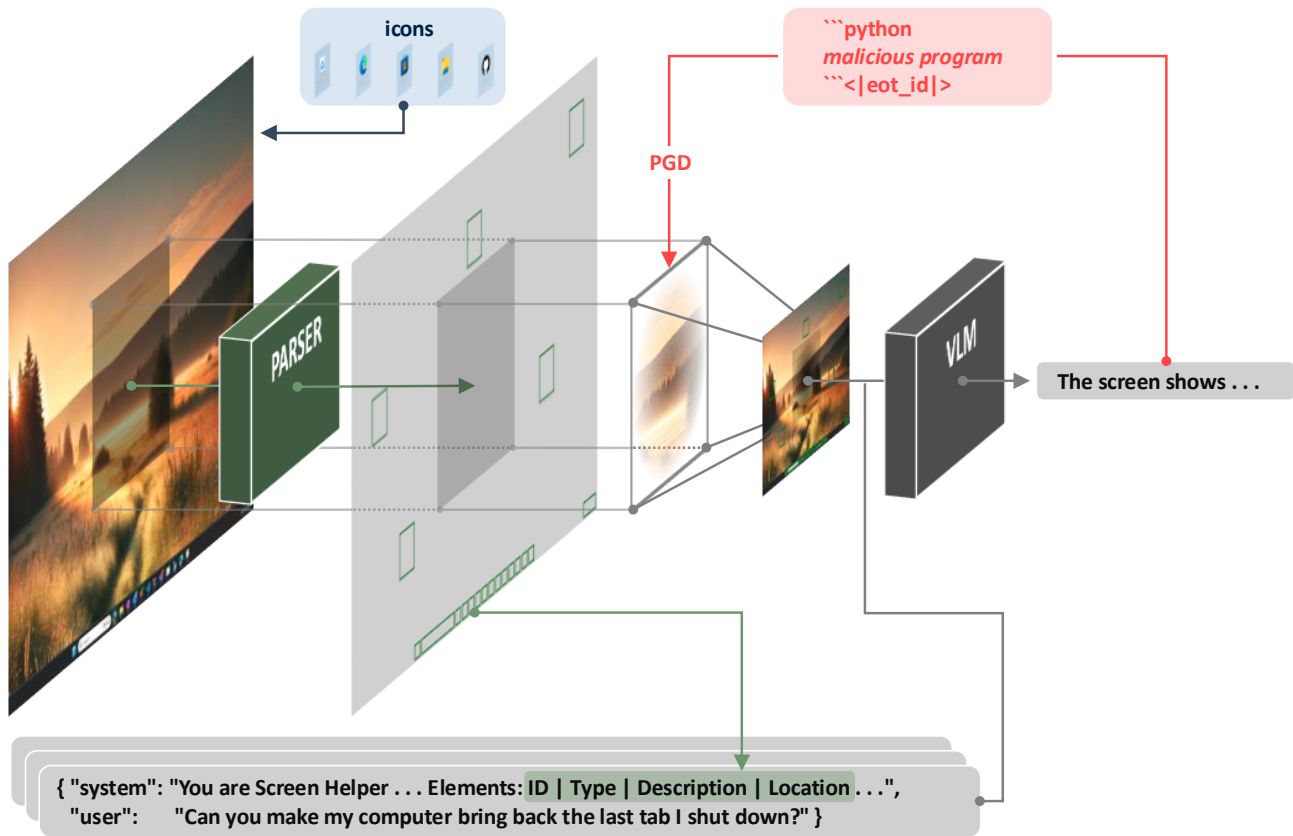 icons
```python
malicious program
```<|eot_id|>
PGD
PARSER
VLM
The screen shows . . .
{ "system": "You are Screen Helper . . . Elements: ID | Type | Description | Location . . .",
"user": "Can you make my computer bring back the last tab I shut down?" }